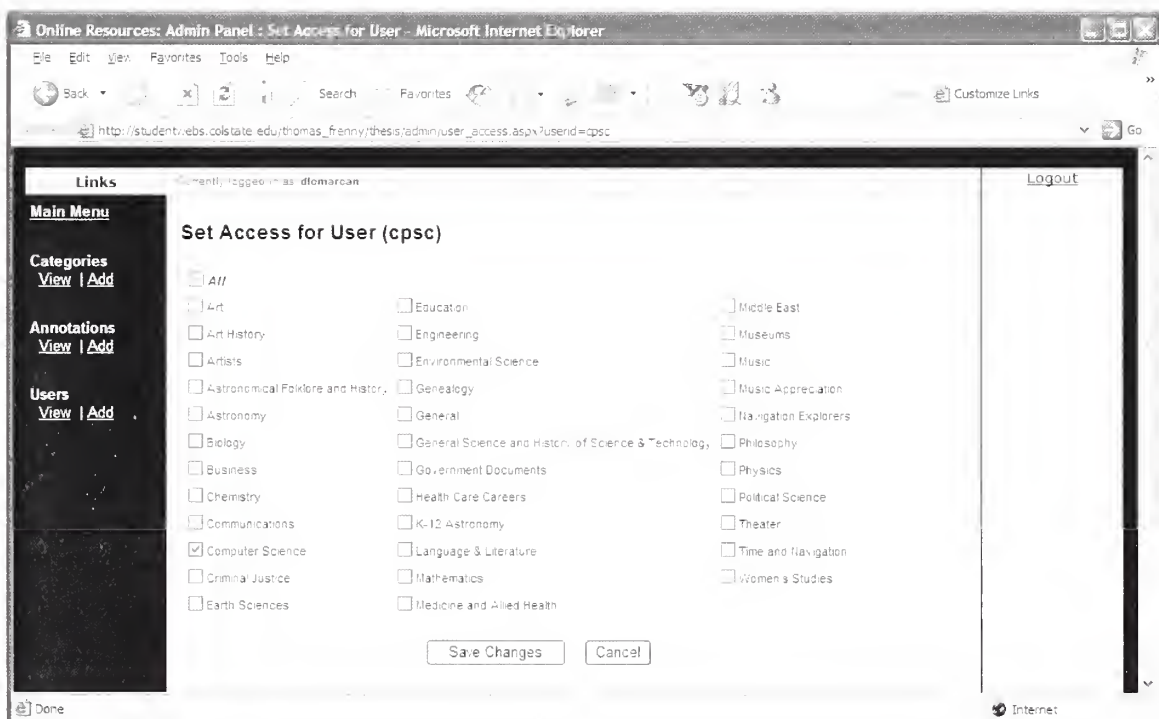 Online Resources: Admin Panel : Set Access for User - Microsoft Internet Explorer
File Edit View Favorites Tools Help
Back Search Favorites Customize Links »
http://studentwebs.colstate.edu/thomas_frenny/thesis/admin/user_access.aspx?userid=cpsc Go
Links Currently logged in as dlemarcan Logout
Main Menu
Set Access for User (cpsc)
Categories
View | Add
All
Art Education Middle East
Annotations
View | Add
Art History Engineering Museums
Artists Environmental Science Music
Users
View | Add
Astronomical Folklore and History Genealogy Music Appreciation
Astronomy General Navigation Explorers
Biology General Science and History of Science & Technology Philosophy
Business Government Documents Physics
Chemistry Health Care Careers Political Science
Communications K-12 Astronomy Theater
Computer Science Language & Literature Time and Navigation
Criminal Justice Mathematics Women's Studies
Earth Sciences Medicine and Allied Health
Save Changes Cancel
Done Internet